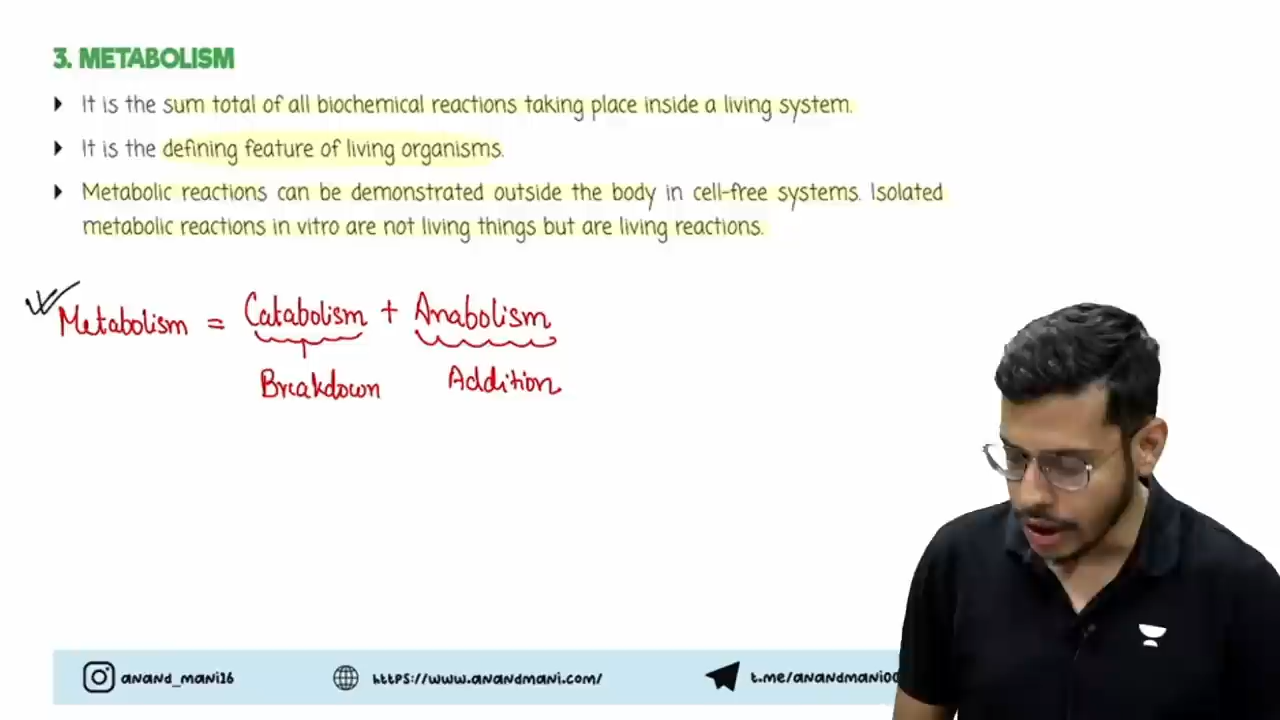 3. METABOLISM
It is the sum total of all biochemical reactions taking place inside a living system.
It is the defining feature of living organisms.
Metabolic reactions can be demonstrated outside the body in cell-free systems. Isolated
metabolic reactions in vitro are not living things but are living reactions.
Metabolism = Catabolism + Anabolism
Breakdown Addition
anand_mani26 https://www.anandmani.com/ t.me/anandmani00